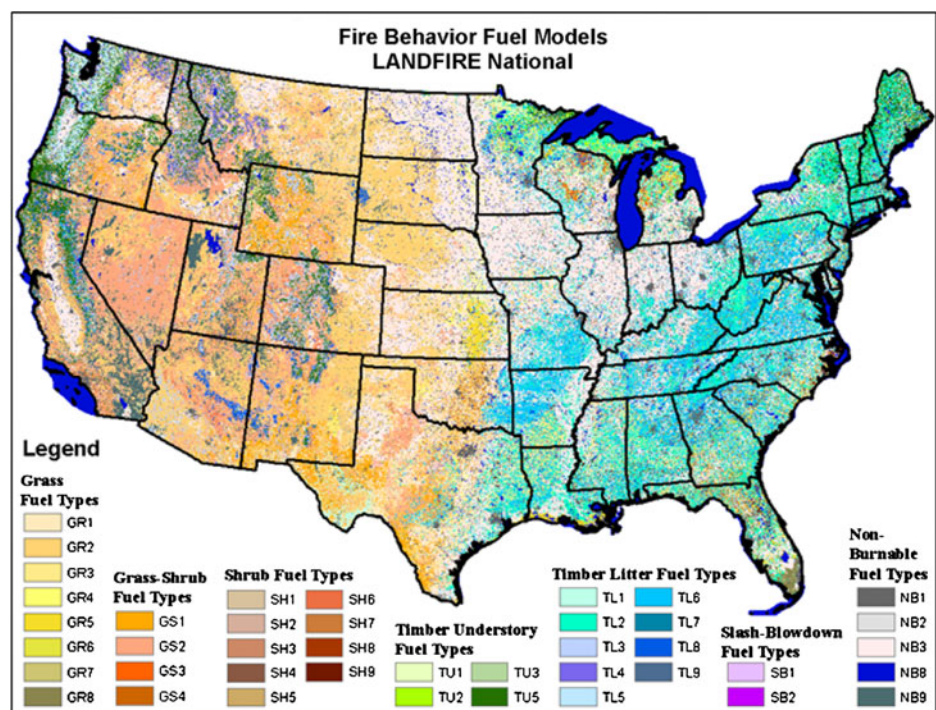 Fire Behavior Fuel Models
LANDFIRE National
Legend
Grass
Fuel Types
GR1
GR2
GR3
GR4
GR5
GR6
GR7
GR8
Grass-Shrub
Fuel Types
GS1
GS2
GS3
GS4
Shrub Fuel Types
SH1
SH2
SH3
SH4
SH5
SH6
SH7
SH8
SH9
Timber Understory
Fuel Types
TU1
TU2
TU3
TU5
Timber Litter Fuel Types
TL1
TL2
TL3
TL4
TL5
TL6
TL7
TL8
TL9
Slash-Blowdown
Fuel Types
SB1
SB2
Non-
Burnable
Fuel Types
NB1
NB2
NB3
NB8
NB9